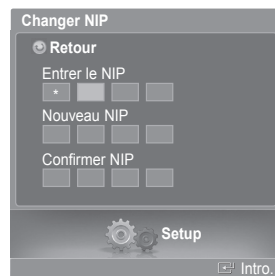 Changer NIP
Retour
Entrer le NIP
*
Nouveau NIP
Confirmer NIP
Setup
Intro.